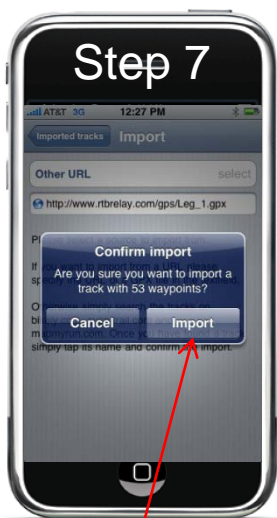 Step 7
AT&T 3G 12:27 PM
Imported tracks Import
Other URL select
http://www.rtbrelay.com/gps/Leg_1.gpx
Confirm import
Are you sure you want to import a
track with 53 waypoints?
Cancel Import
simply tap its name and confirm the import.